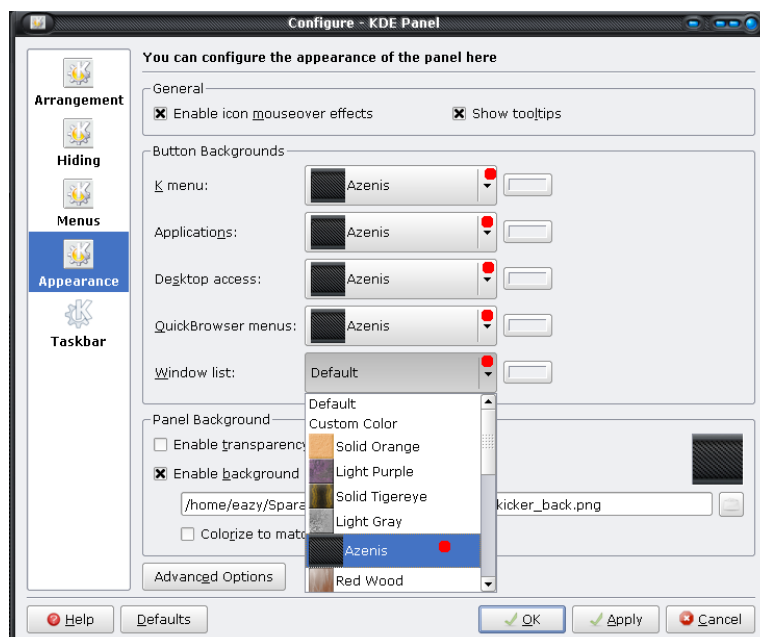 Configure - KDE Panel
Arrangement
Hiding
Menus
Appearance
Taskbar
You can configure the appearance of the panel here
General
Enable icon mouseover effects
Show tooltips
Button Backgrounds
K menu:
Azenis
Applications:
Azenis
Desktop access:
Azenis
QuickBrowser menus:
Azenis
Window list:
Default
Default
Custom Color
Solid Orange
Light Purple
Solid Tigereye
Light Gray
Azenis
Red Wood
Panel Background
Enable transparency
Enable background
/home/eazy/Spara
kicker_back.png
Colorize to matc
Advanced Options
Help
Defaults
OK
Apply
Cancel